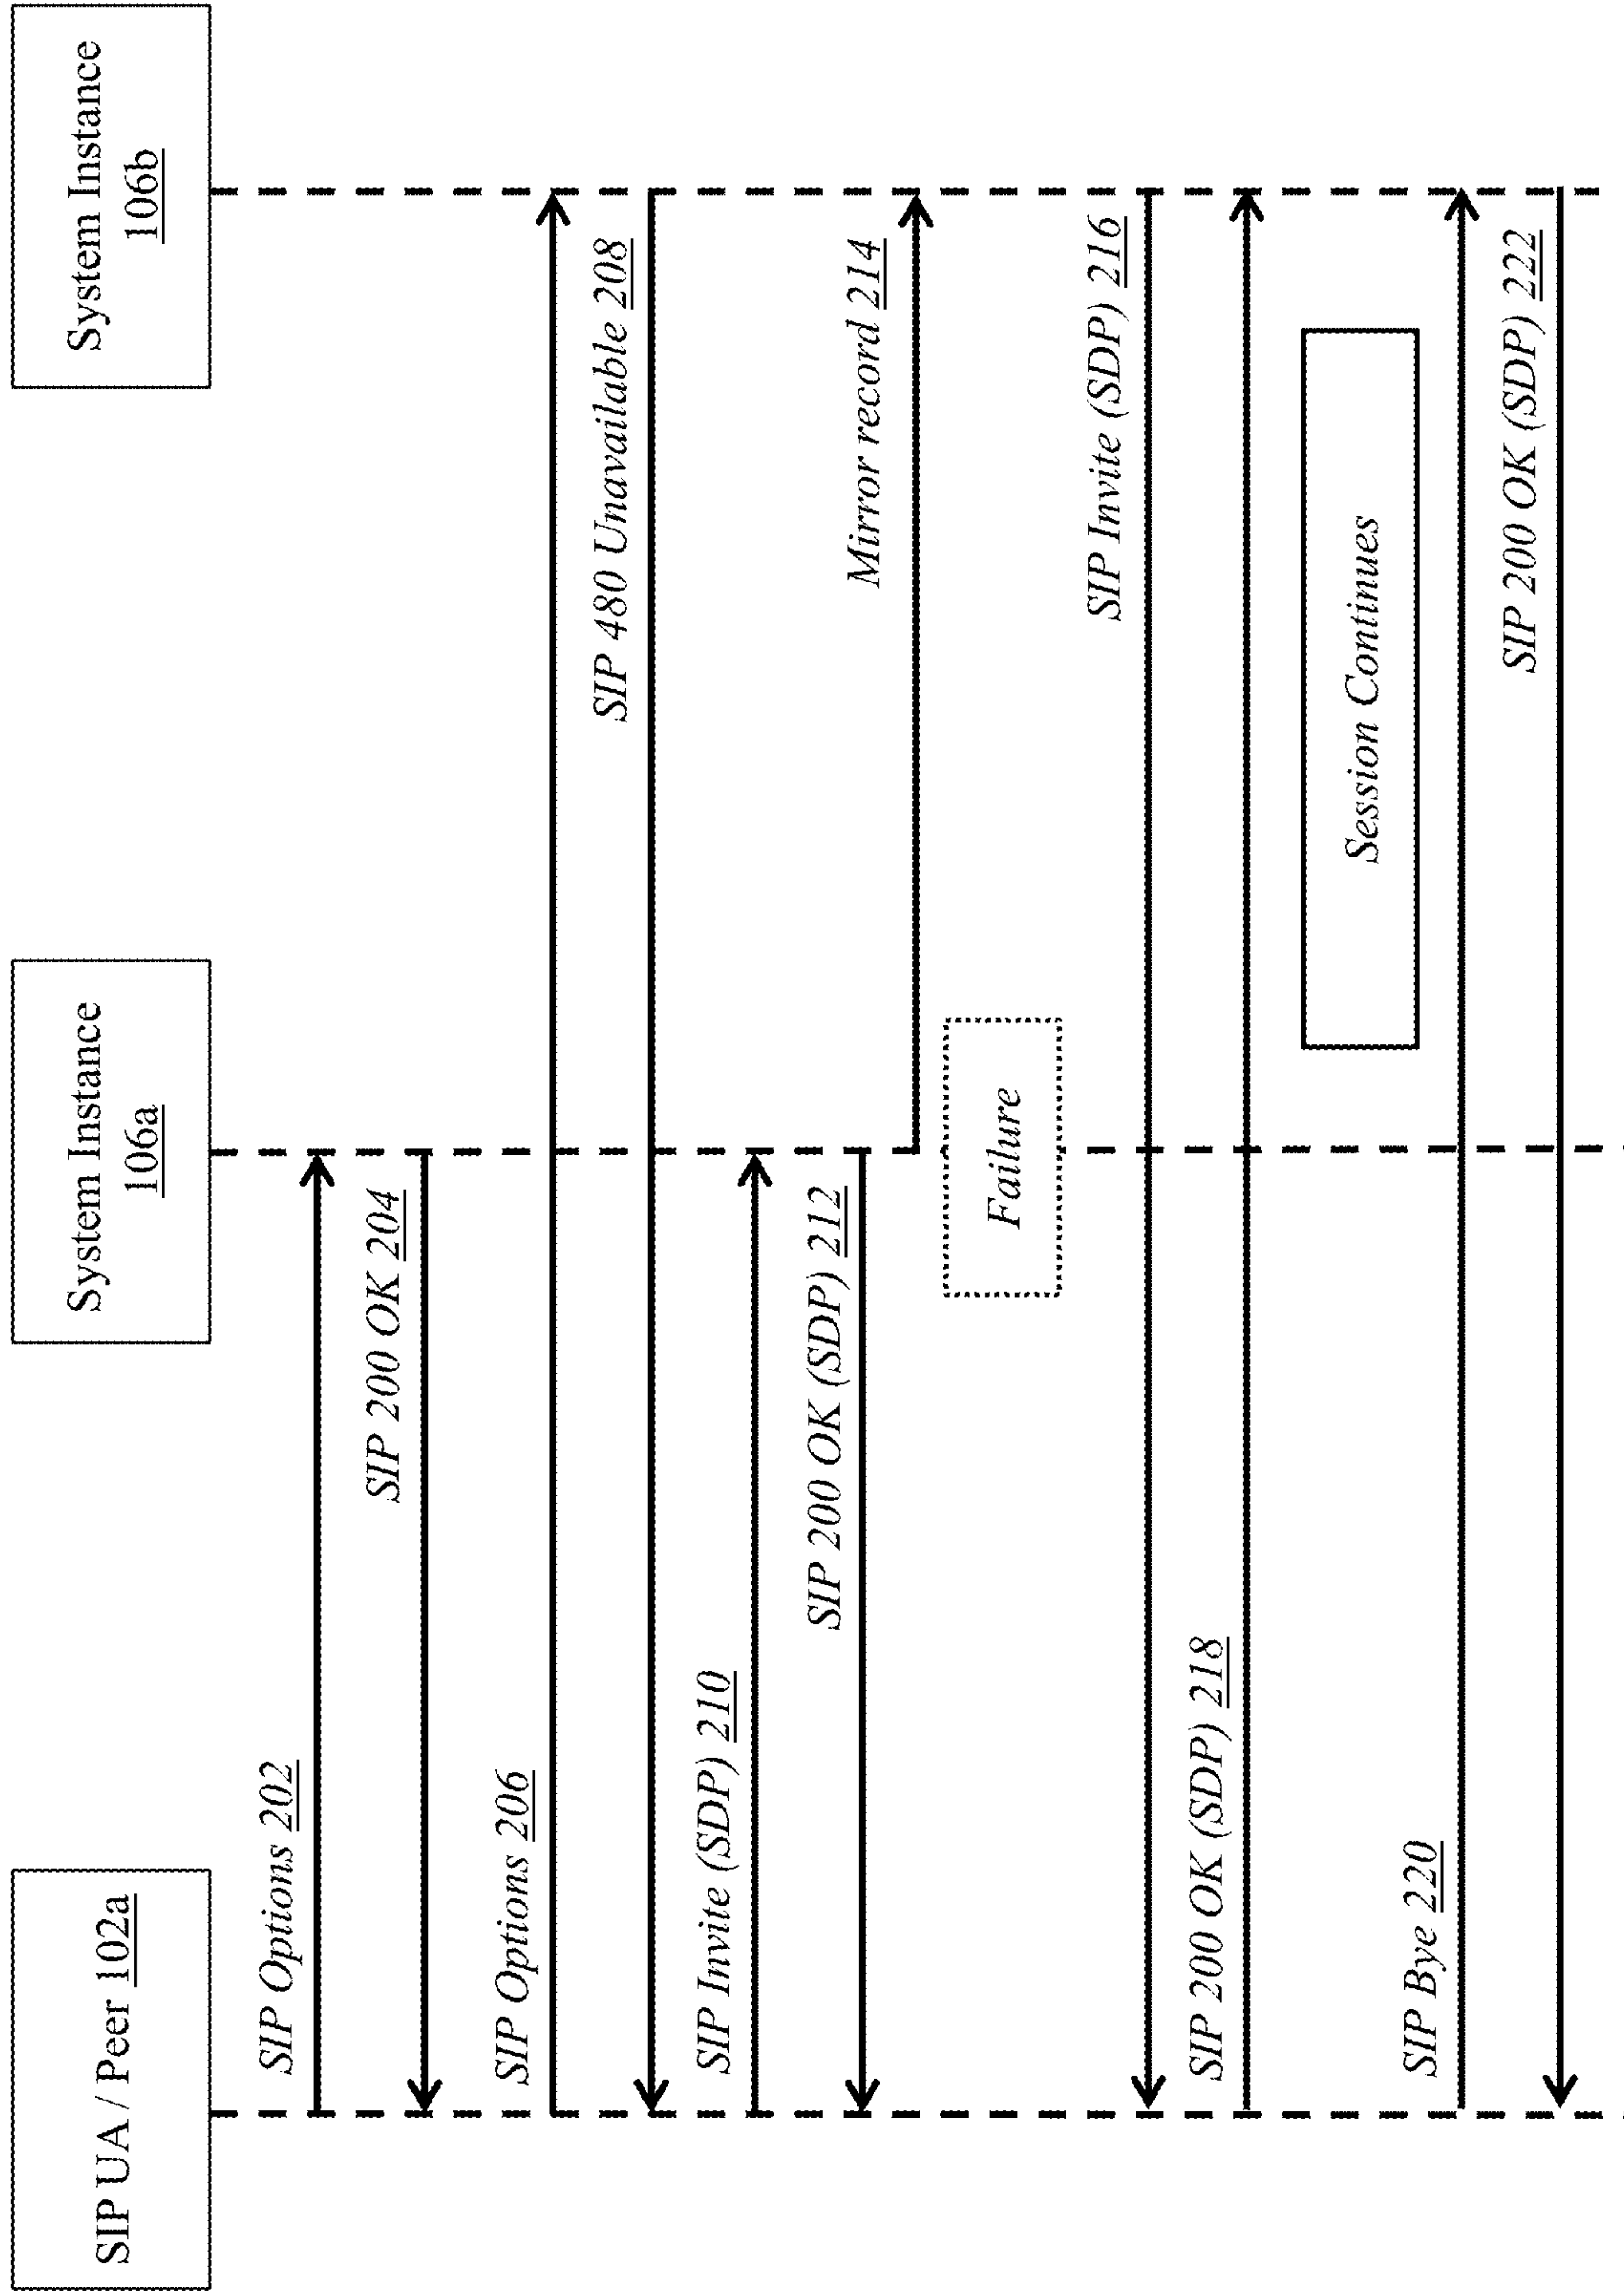 SIP UA / Peer 102a
System Instance
106a
System Instance
106b
SIP Options 202
SIP 200 OK 204
SIP Options 206
SIP 480 Unavailable 208
SIP Invite (SDP) 210
SIP 200 OK (SDP) 212
Mirror record 214
Failure
SIP Invite (SDP) 216
SIP 200 OK (SDP) 218
Session Continues
SIP Bye 220
SIP 200 OK (SDP) 222